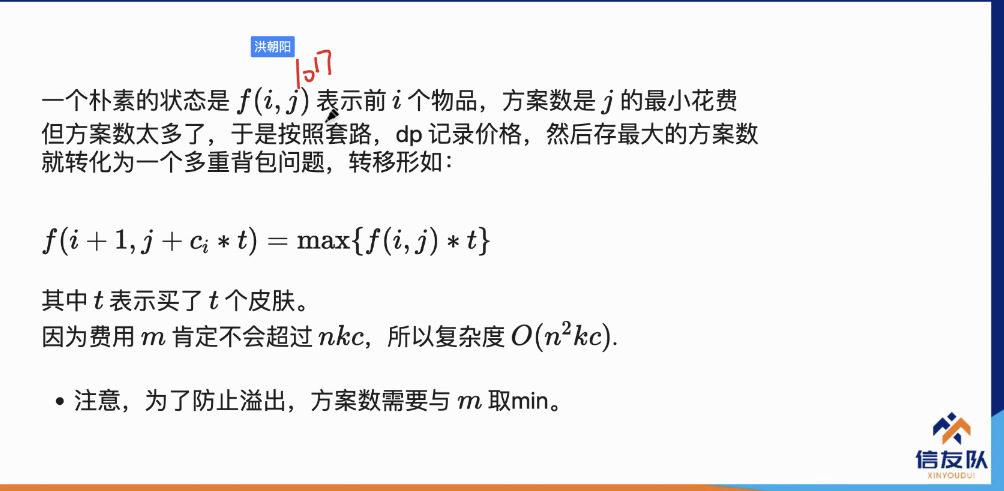 洪朝阳
1017
一个朴素的状态是 f(i, j) 表示前 i 个物品，方案数是 j 的最小花费
但方案数太多了，于是按照套路，dp 记录价格，然后存最大的方案数
就转化为一个多重背包问题，转移形如：
f(i + 1, j + c_i * t) = max{f(i, j) * t}
其中 t 表示买了 t 个皮肤。
因为费用 m 肯定不会超过 nkc，所以复杂度 O(n²kc).
• 注意，为了防止溢出，方案数需要与 m 取min。
信友队
XINYOUDUI